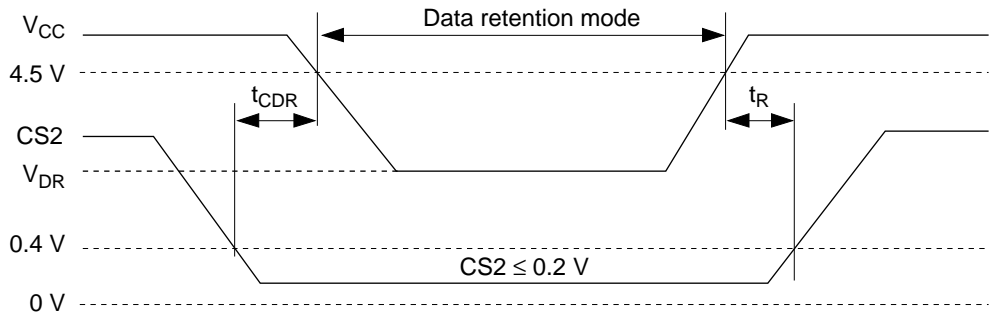 Data retention mode
VCC
4.5 V
tCDR
tR
CS2
VDR
0.4 V
CS2 ≤ 0.2 V
0 V